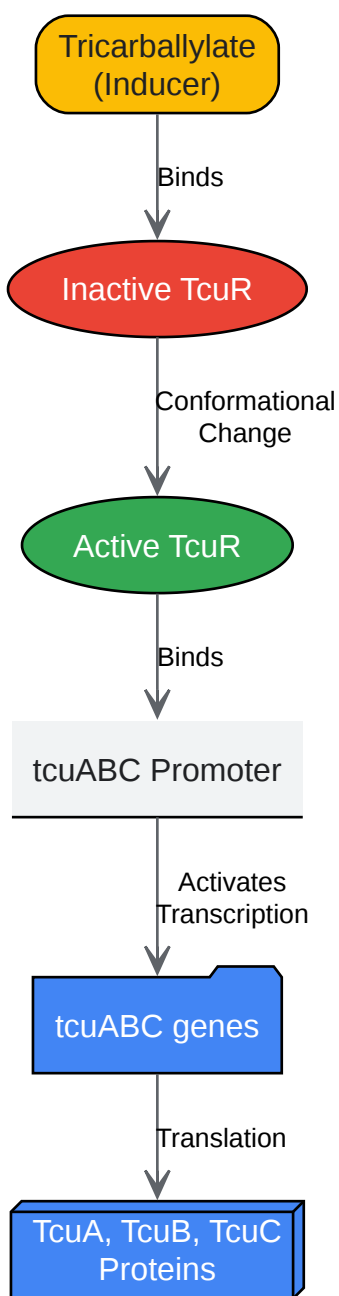 Tricarballylate
(Inducer)
Binds
Inactive TcuR
Conformational
Change
Active TcuR
Binds
tcuABC Promoter
Activates
Transcription
tcuABC genes
Translation
TcuA, TcuB, TcuC
Proteins